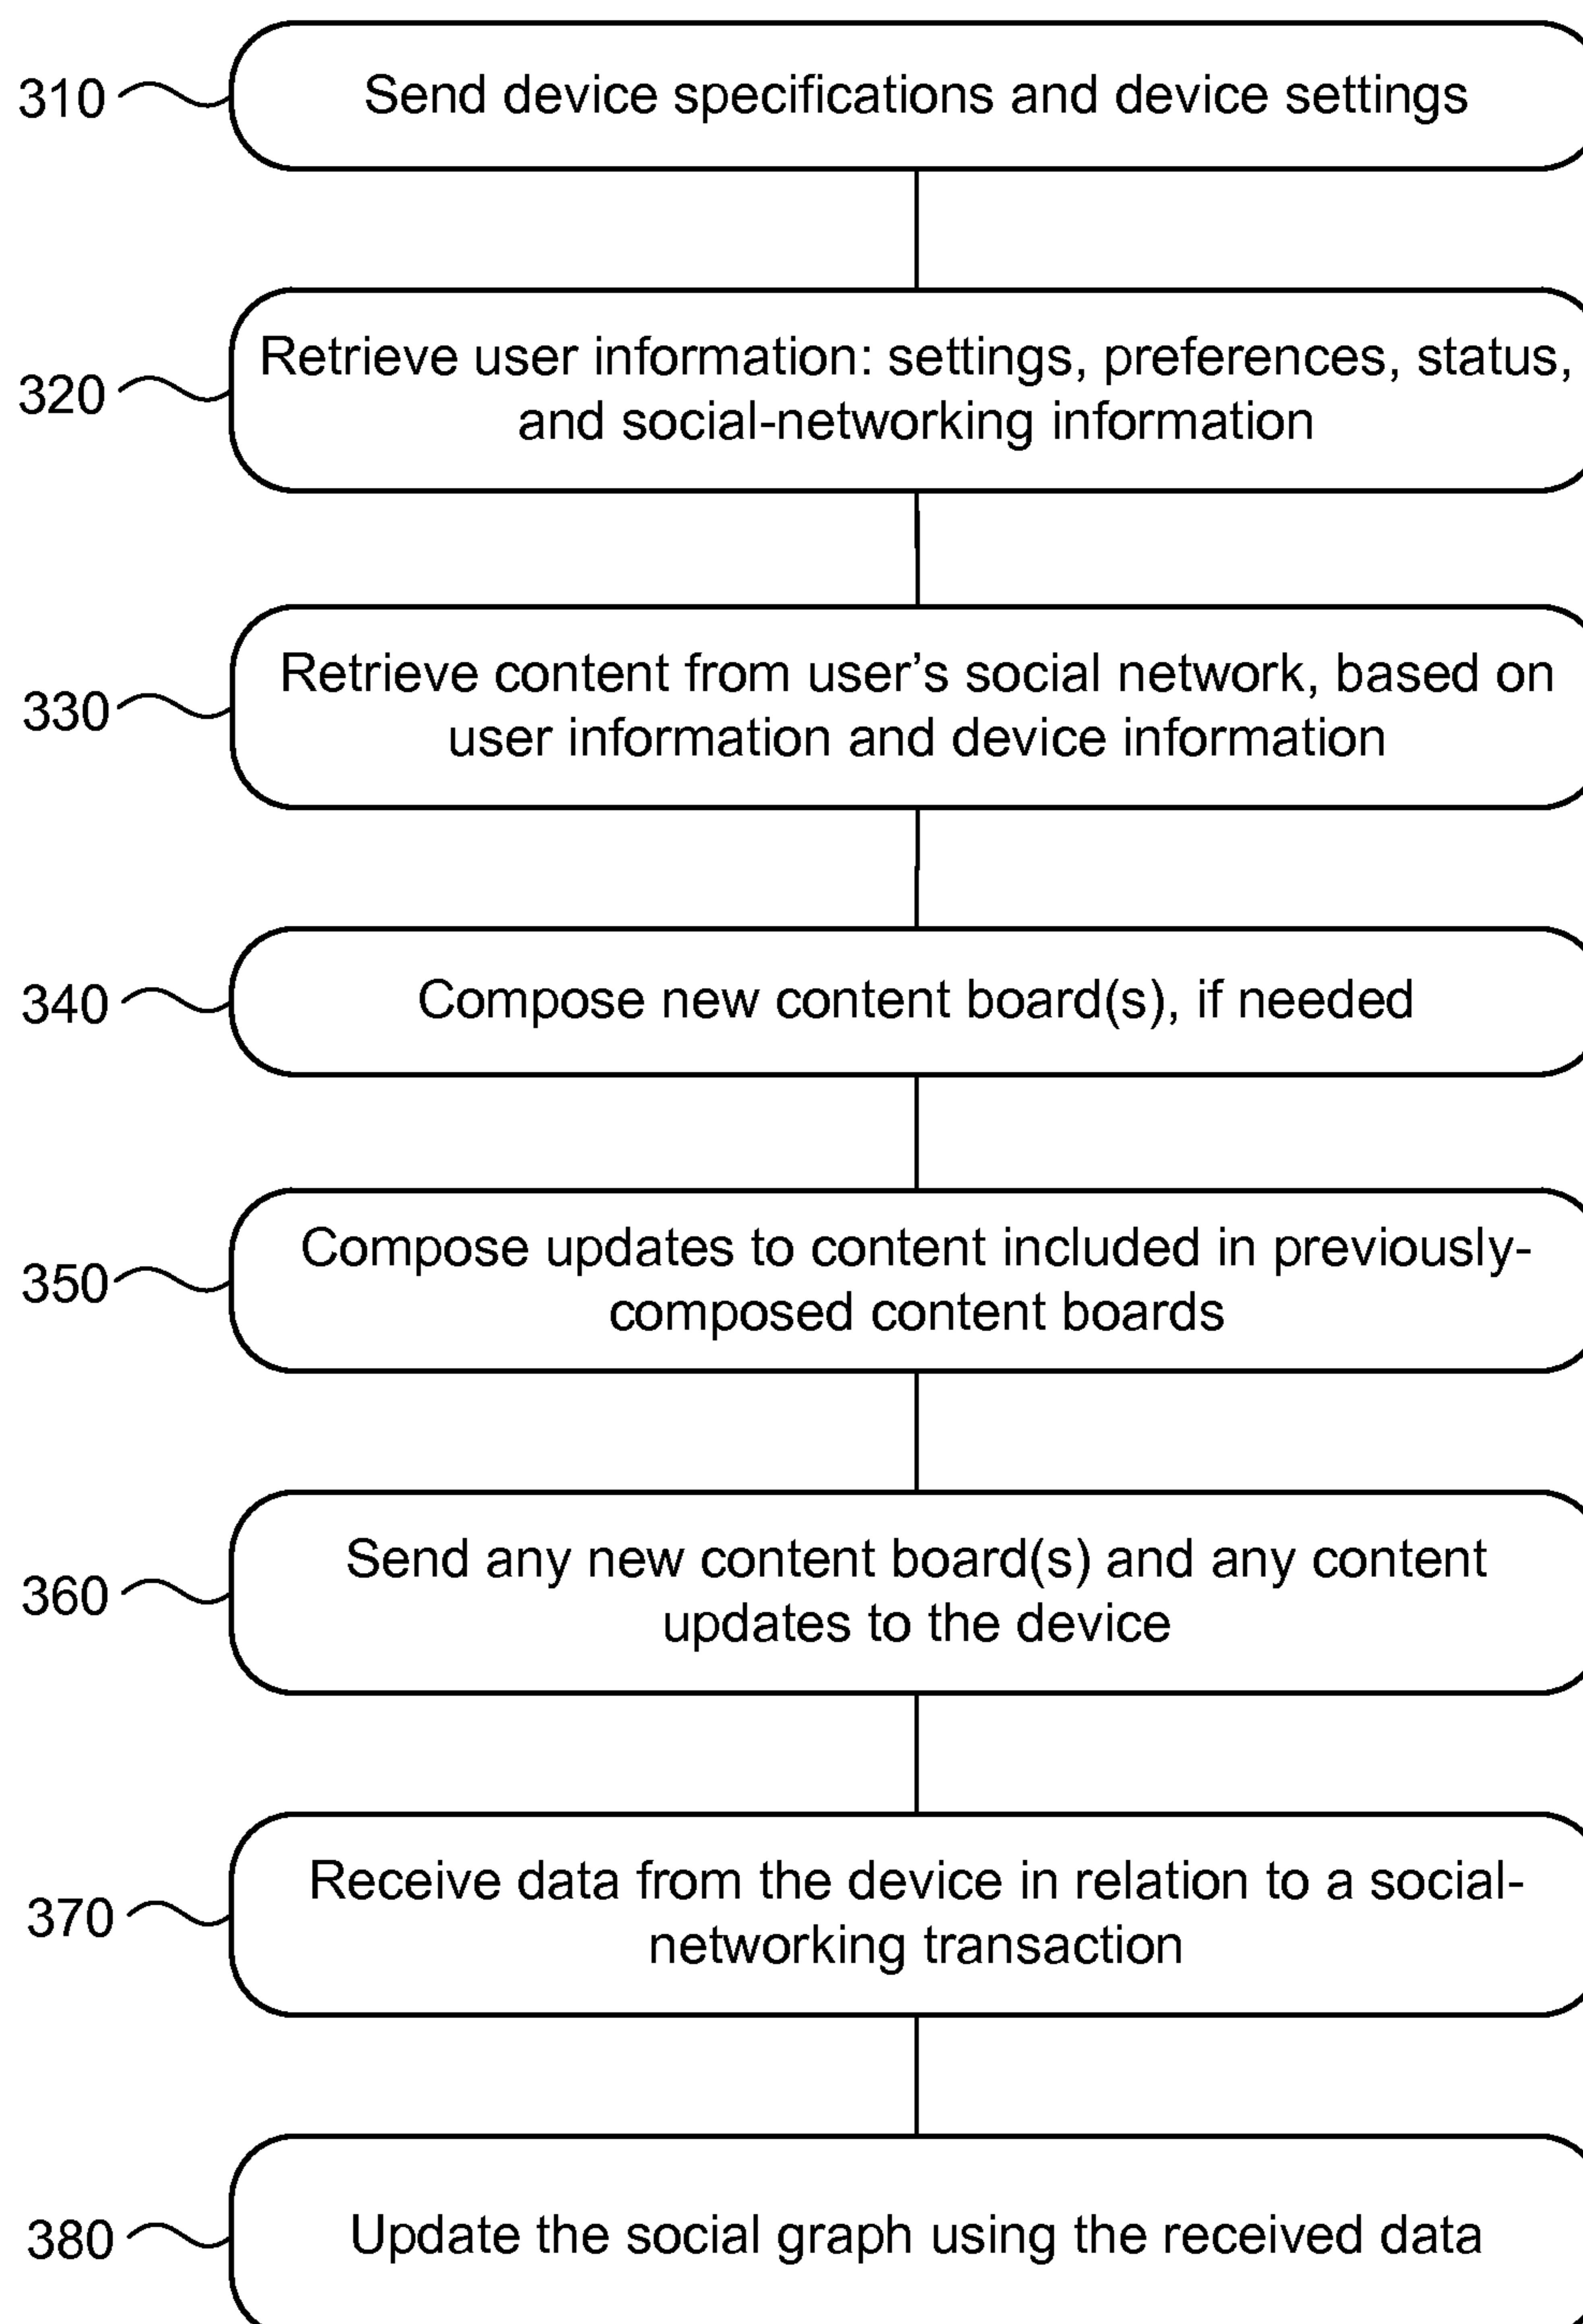 310
Send device specifications and device settings
320
Retrieve user information: settings, preferences, status,
and social-networking information
330
Retrieve content from user’s social network, based on
user information and device information
340
Compose new content board(s), if needed
350
Compose updates to content included in previously-
composed content boards
360
Send any new content board(s) and any content
updates to the device
370
Receive data from the device in relation to a social-
networking transaction
380
Update the social graph using the received data